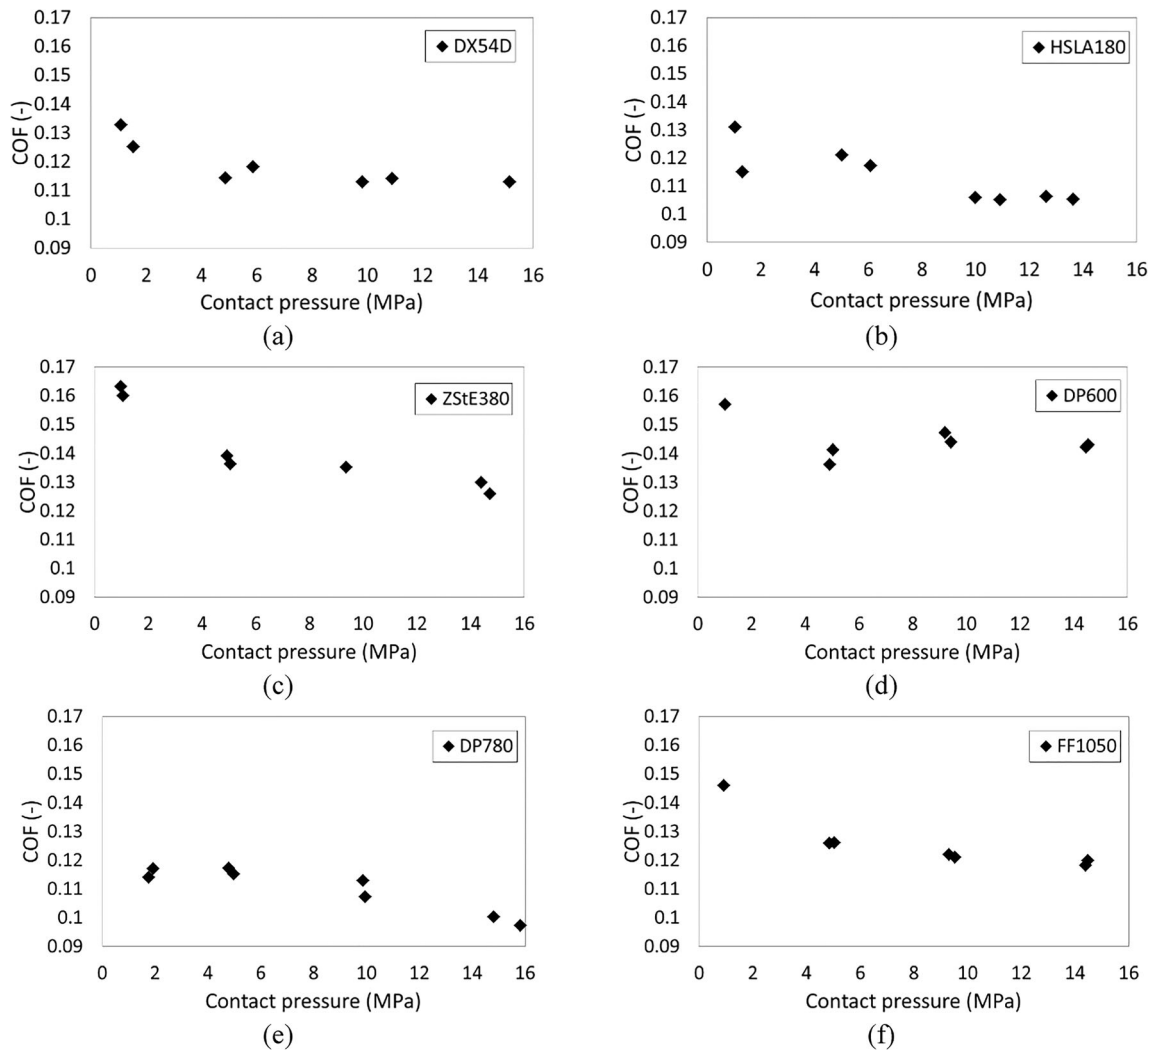 0.17
0.16
0.15
0.14
0.13
0.12
0.11
0.1
0.09
COF (-)
DX54D
0 2 4 6 8 10 12 14 16
Contact pressure (MPa)
(a)
0.17
0.16
0.15
0.14
0.13
0.12
0.11
0.1
0.09
COF (-)
HSLA180
0 2 4 6 8 10 12 14 16
Contact pressure (MPa)
(b)
0.17
0.16
0.15
0.14
0.13
0.12
0.11
0.1
0.09
COF (-)
ZStE380
0 2 4 6 8 10 12 14 16
Contact pressure (MPa)
(c)
0.17
0.16
0.15
0.14
0.13
0.12
0.11
0.1
0.09
COF (-)
DP600
0 2 4 6 8 10 12 14 16
Contact pressure (MPa)
(d)
0.17
0.16
0.15
0.14
0.13
0.12
0.11
0.1
0.09
COF (-)
DP780
0 2 4 6 8 10 12 14 16
Contact pressure (MPa)
(e)
0.17
0.16
0.15
0.14
0.13
0.12
0.11
0.1
0.09
COF (-)
FF1050
0 2 4 6 8 10 12 14 16
Contact pressure (MPa)
(f)